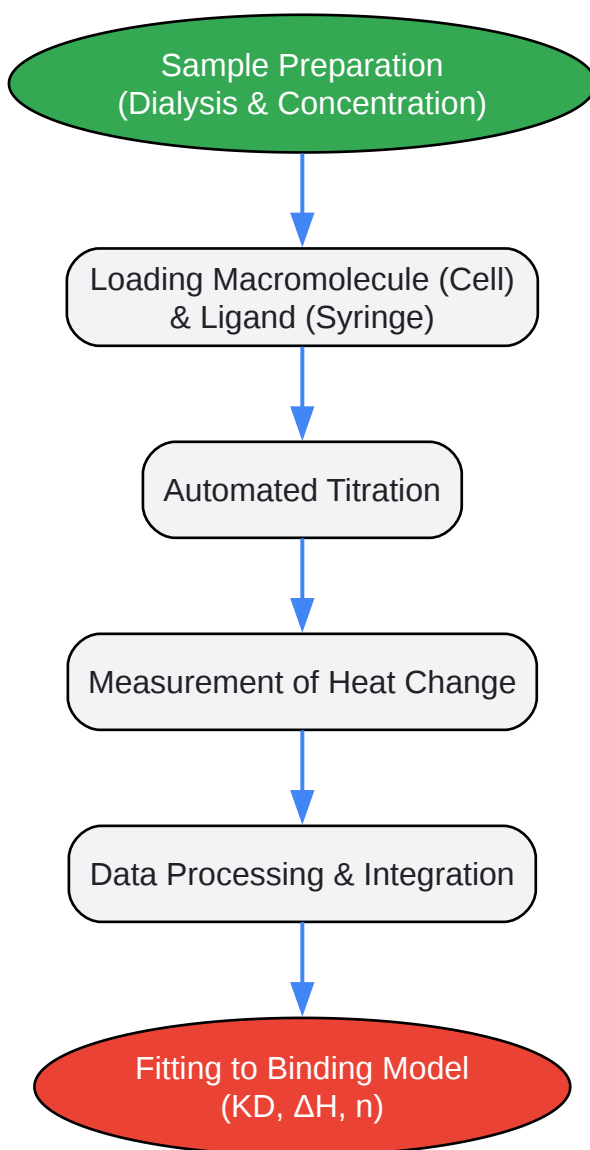 Sample Preparation
(Dialysis & Concentration)
Loading Macromolecule (Cell)
& Ligand (Syringe)
Automated Titration
Measurement of Heat Change
Data Processing & Integration
Fitting to Binding Model
(KD, ΔH, n)